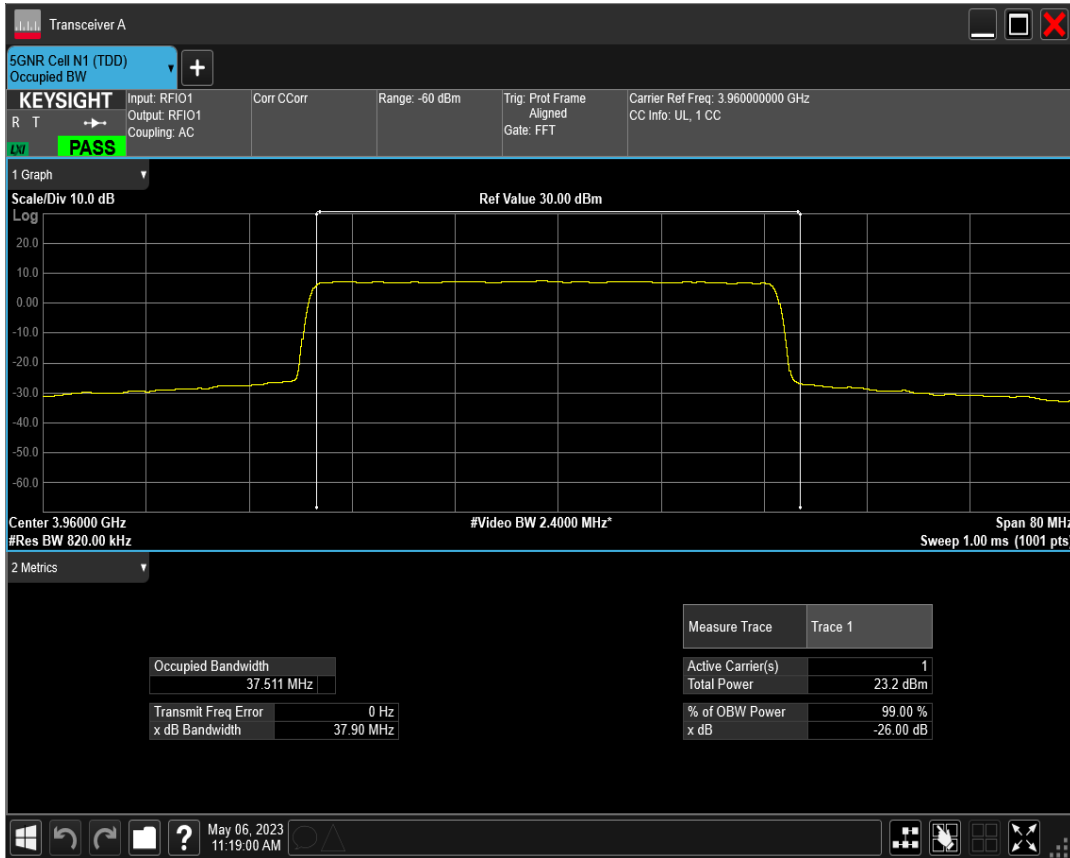 Transceiver A
5GNR Cell N1 (TDD)
Occupied BW
+
KEYSIGHT
R T
LXI
PASS
Input: RFIO1
Output: RFIO1
Coupling: AC
Corr CCorr
Range: -60 dBm
Trig: Prot Frame
Aligned
Gate: FFT
Carrier Ref Freq: 3.960000000 GHz
CC Info: UL, 1 CC
1 Graph
Scale/Div 10.0 dB
Ref Value 30.00 dBm
Log
20.0
10.0
0.00
-10.0
-20.0
-30.0
-40.0
-50.0
-60.0
Center 3.96000 GHz
#Video BW 2.4000 MHz*
Span 80 MHz
#Res BW 820.00 kHz
Sweep 1.00 ms (1001 pts)
2 Metrics
Measure Trace Trace 1
Occupied Bandwidth
37.511 MHz
Active Carrier(s) 1
Total Power 23.2 dBm
Transmit Freq Error 0 Hz
x dB Bandwidth 37.90 MHz
% of OBW Power 99.00 %
x dB -26.00 dB
?
May 06, 2023
11:19:00 AM